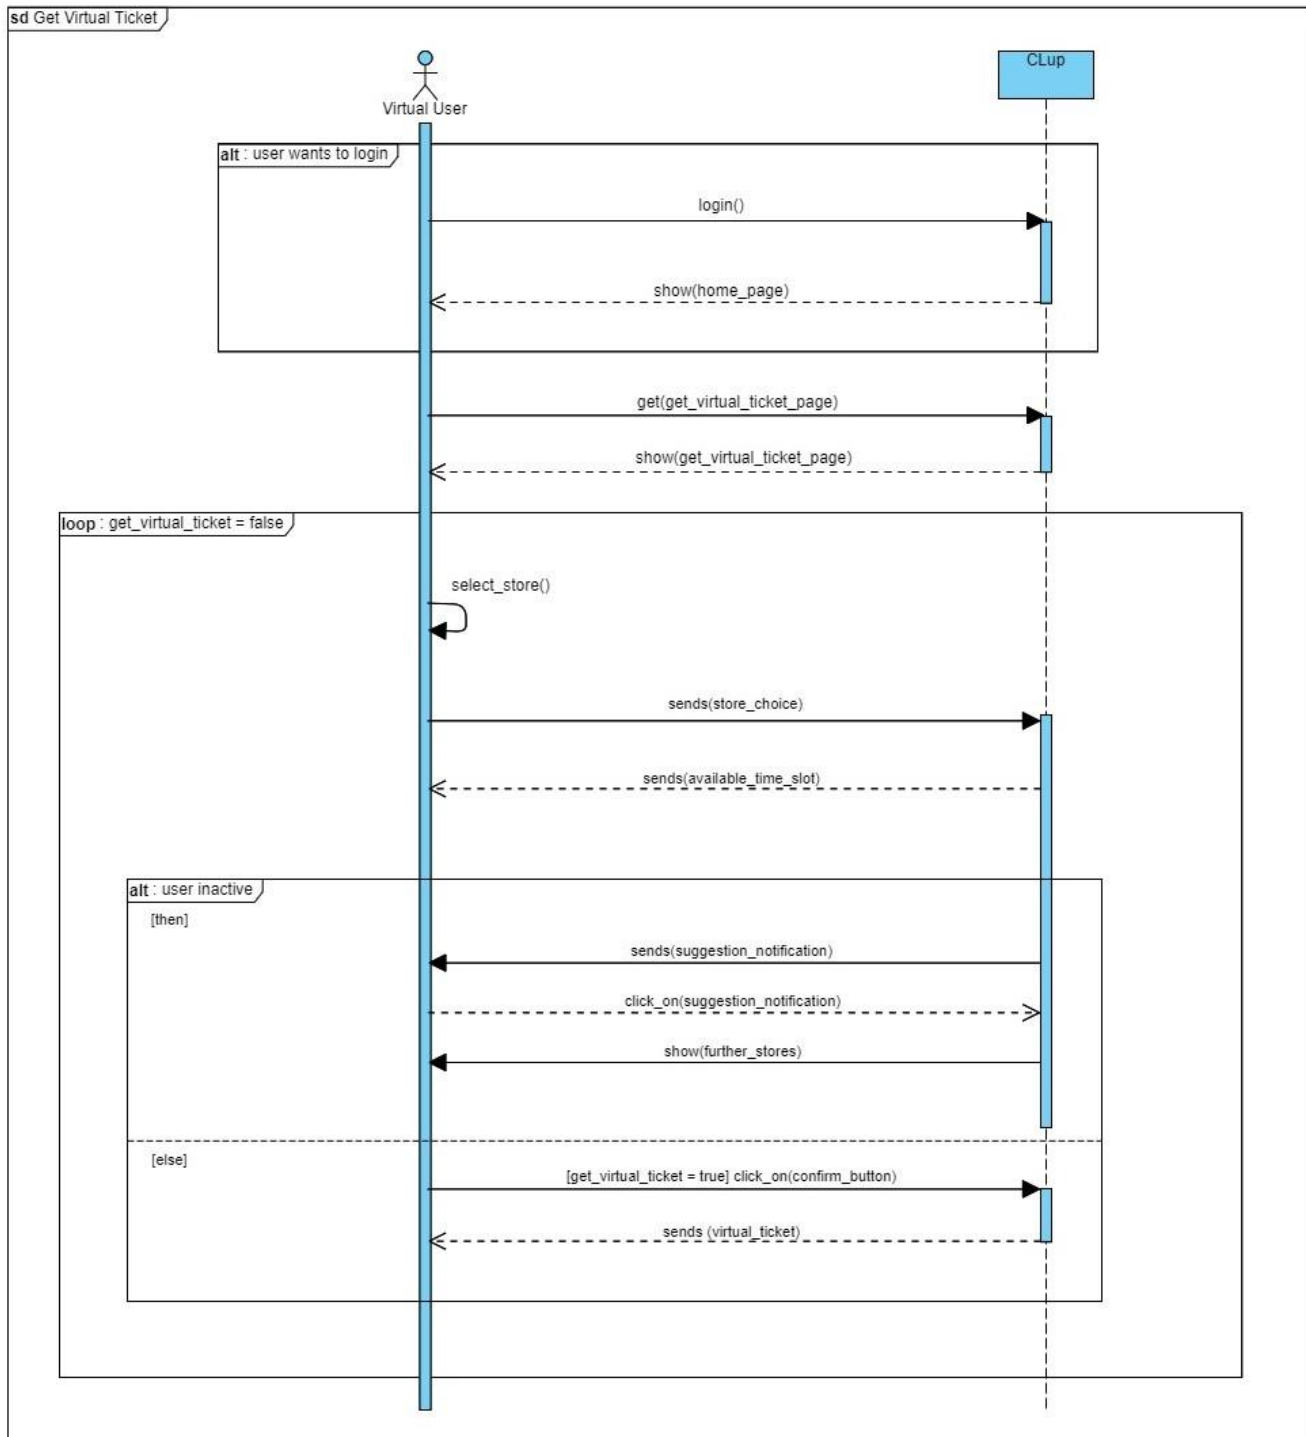 sd Get Virtual Ticket
CLup
Virtual User
alt : user wants to login
login()
show(home_page)
get(get_virtual_ticket_page)
show(get_virtual_ticket_page)
loop : get_virtual_ticket = false
select_store()
sends(store_choice)
sends(available_time_slot)
alt : user inactive
[then]
sends(suggestion_notification)
click_on(suggestion_notification)
show(further_stores)
[else]
[get_virtual_ticket = true] click_on(confirm_button)
sends (virtual_ticket)